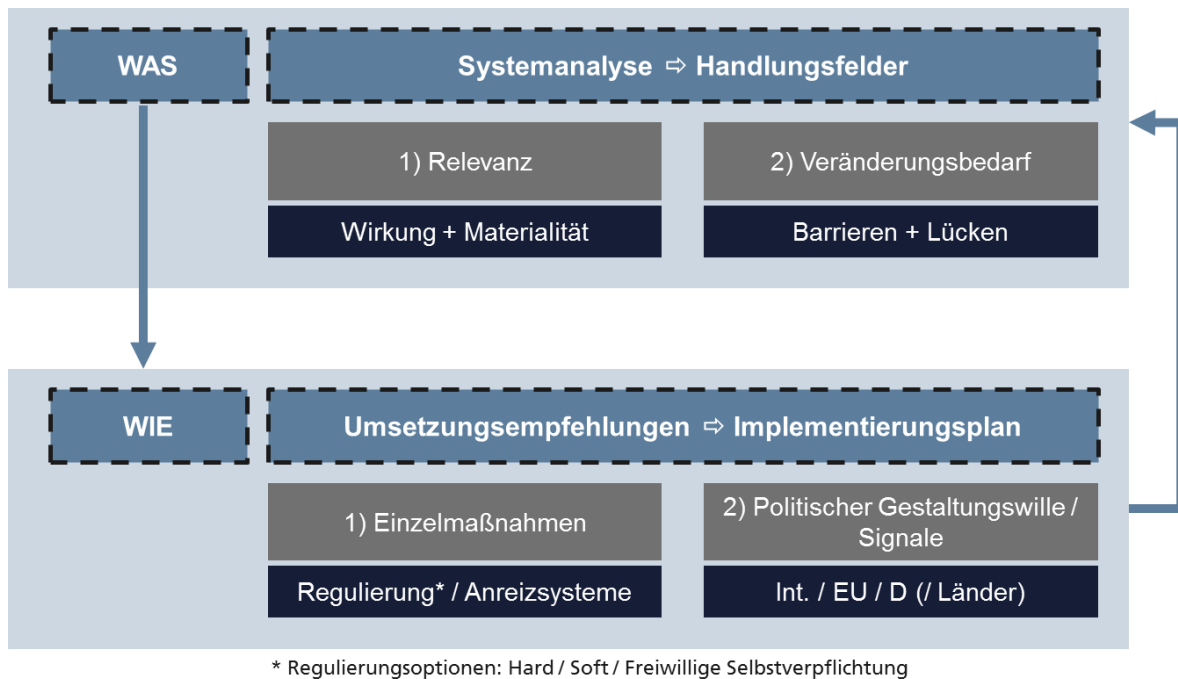 WAS
Systemanalyse ⇨ Handlungsfelder
1) Relevanz
2) Veränderungsbedarf
Wirkung + Materialität
Barrieren + Lücken
WIE
Umsetzungsempfehlungen ⇨ Implementierungsplan
1) Einzelmaßnahmen
2) Politischer Gestaltungswille /
Signale
Regulierung* / Anreizsysteme
Int. / EU / D (/ Länder)
* Regulierungsoptionen: Hard / Soft / Freiwillige Selbstverpflichtung